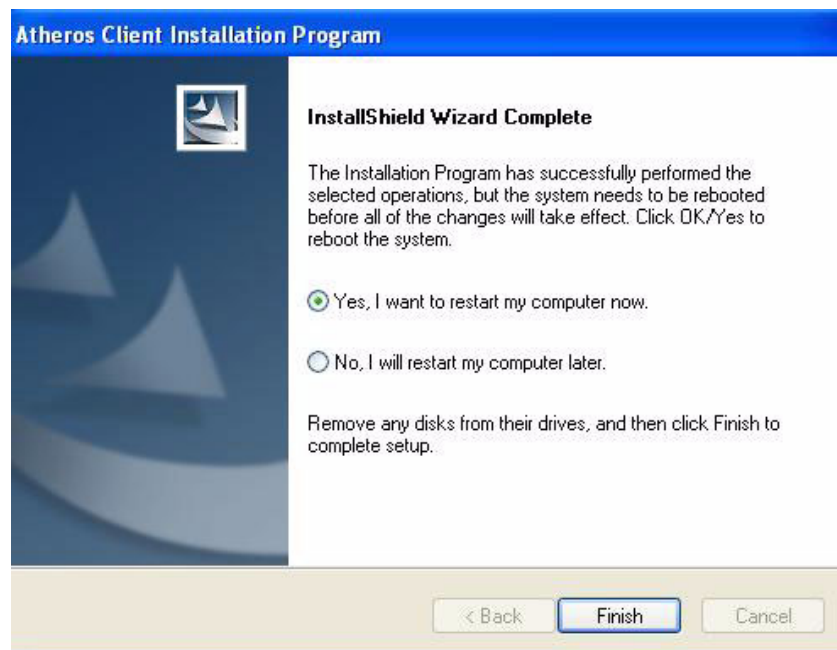 Atheros Client Installation Program
InstallShield Wizard Complete
The Installation Program has successfully performed the
selected operations, but the system needs to be rebooted
before all of the changes will take effect. Click OK/Yes to
reboot the system.
Yes, I want to restart my computer now.
No, I will restart my computer later.
Remove any disks from their drives, and then click Finish to
complete setup.
< Back Finish Cancel